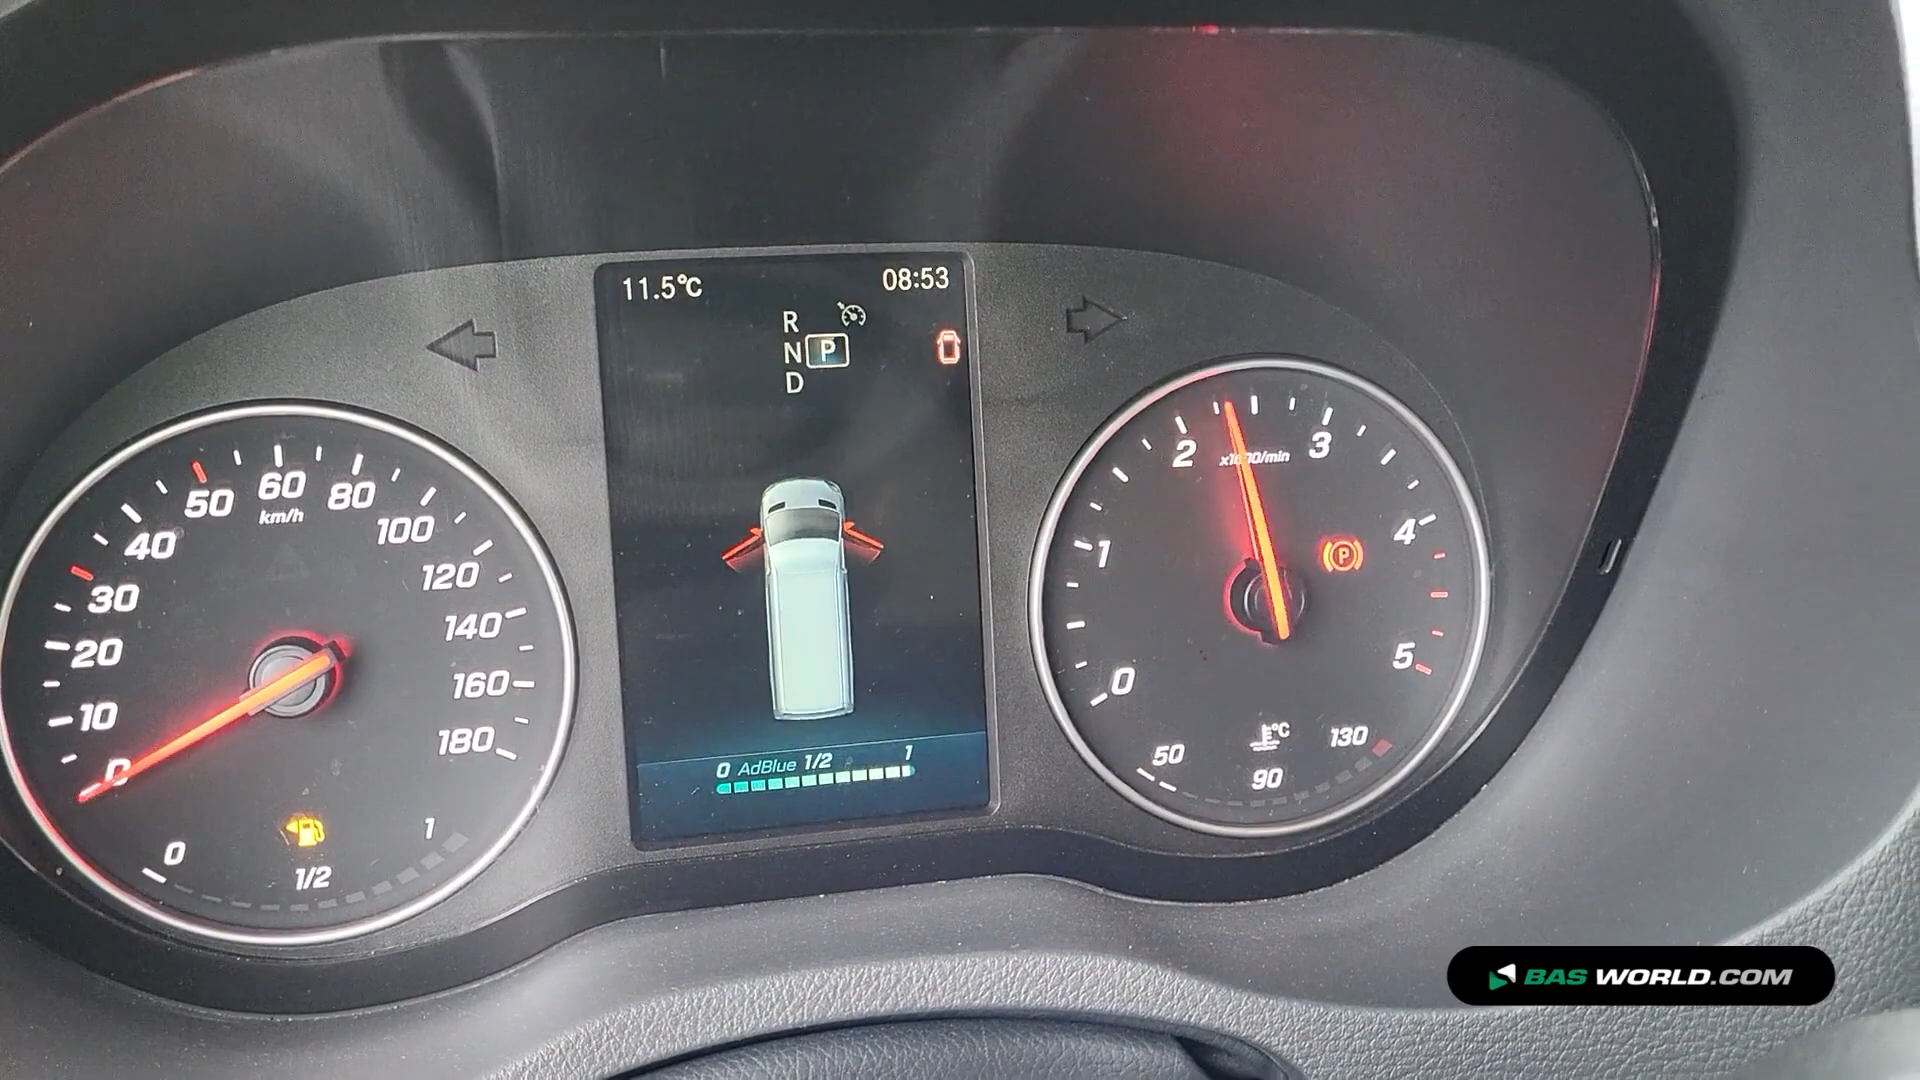 11.5°C 08:53
R
N P
D
0 10 20 30 40 50 60 80 100 120 140 160 180
km/h
0 1/2 1
0 AdBlue 1/2 1
0 1 2 3 4 5
x1000/min
P
50 90 130
°C
BAS WORLD.COM